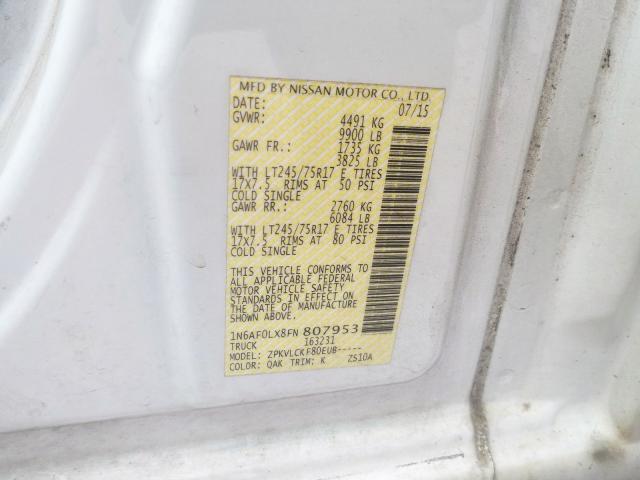 MFD BY NISSAN MOTOR CO., LTD.
DATE: 07/15
GVWR: 4491 KG
9900 LB
GAWR FR.: 1735 KG
3825 LB
WITH LT245/75R17 E TIRES
17X7.5 RIMS AT 50 PSI
COLD SINGLE
GAWR RR.: 2760 KG
6084 LB
WITH LT245/75R17 E TIRES
17X7.5 RIMS AT 80 PSI
COLD SINGLE
THIS VEHICLE CONFORMS TO
ALL APPLICABLE FEDERAL
MOTOR VEHICLE SAFETY
STANDARDS IN EFFECT ON
THE DATE OF MANUFACTURE
SHOWN ABOVE.
1N6AF0LX8FN 807953
TRUCK 163231
MODEL: ZPKVLCKF80EUB-----
COLOR: QAK TRIM: K ZS10A